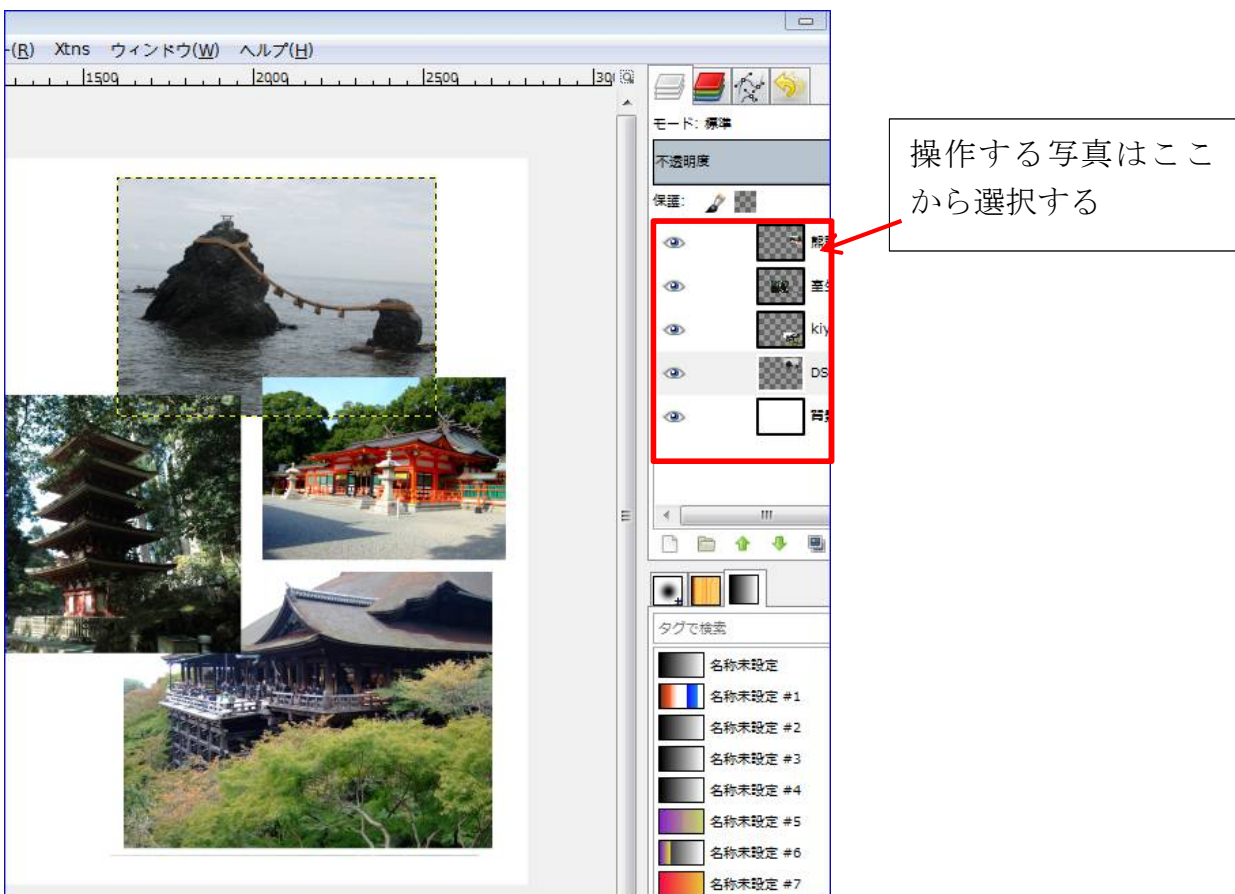 (R) Xtns ウィンドウ(W) ヘルプ(H)
1500 2000 2500
モード: 標準
不透明度
保護:
操作する写真はここ
から選択する
kiy
DS
背景
タグで検索
名称未設定
名称未設定 #1
名称未設定 #2
名称未設定 #3
名称未設定 #4
名称未設定 #5
名称未設定 #6
名称未設定 #7